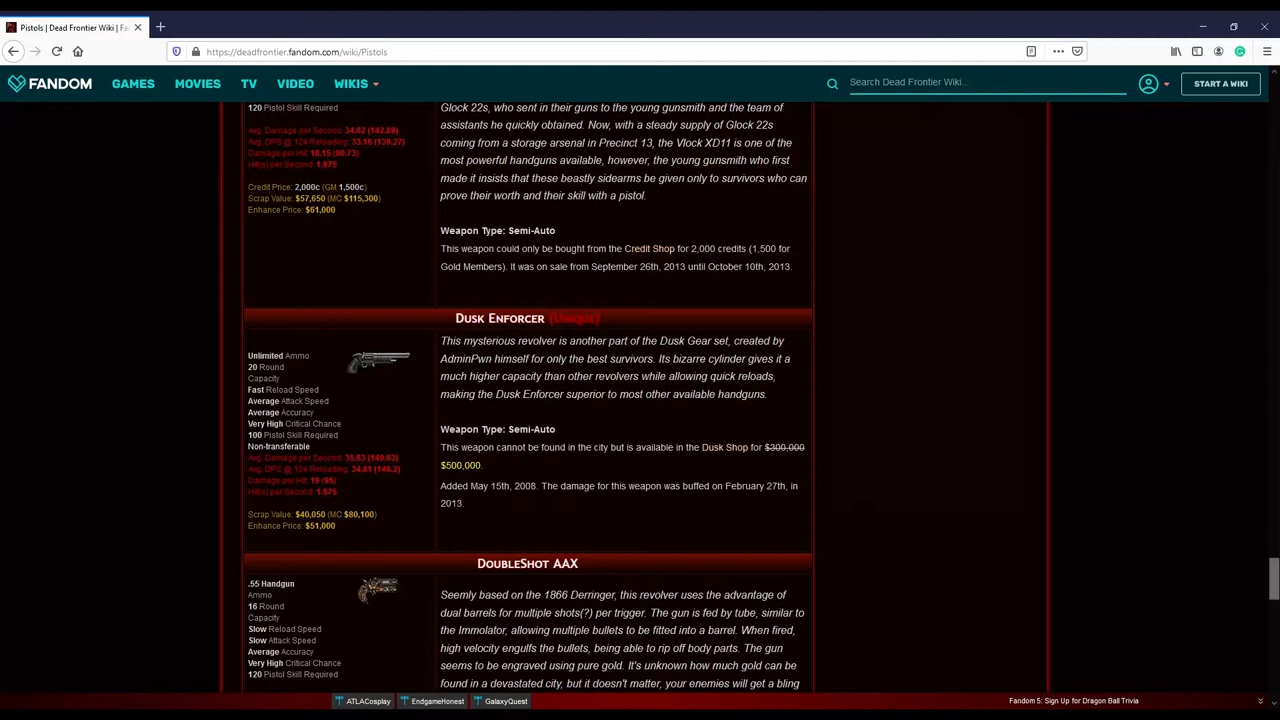 Pistols | Dead Frontier Wiki | Fa
https://deadfrontier.fandom.com/wiki/Pistols
FANDOM
GAMES
MOVIES
TV
VIDEO
WIKIS
Search Dead Frontier Wiki...
START A WIKI
120 Pistol Skill Required
Avg. Damage per Second: 34.02 (142.89)
Avg. DPS @ 124 Reloading: 33.16 (139.27)
Damage per Hit: 18.15 (90.73)
Hit(s) per Second: 1.875
Credit Price: 2,000c (GM 1,500c)
Scrap Value: $57,650 (MC $115,300)
Enhance Price: $61,000
Glock 22s, who sent in their guns to the young gunsmith and the team of
assistants he quickly obtained. Now, with a steady supply of Glock 22s
coming from a storage arsenal in Precinct 13, the Vlock XD11 is one of the
most powerful handguns available, however, the young gunsmith who first
made it insists that these beastly sidearms be given only to survivors who can
prove their worth and their skill with a pistol.
Weapon Type: Semi-Auto
This weapon could only be bought from the Credit Shop for 2,000 credits (1,500 for
Gold Members). It was on sale from September 26th, 2013 until October 10th, 2013.
Dusk Enforcer (Unique)
Unlimited Ammo
20 Round
Capacity
Fast Reload Speed
Average Attack Speed
Average Accuracy
Very High Critical Chance
100 Pistol Skill Required
Non-transferable
Avg. DPS @ 124 Reloading: 34.81 (146.2)
Damage per Hit: 19 (95)
Hit(s) per Second: 1.875
Scrap Value: $40,050 (MC $80,100)
Enhance Price: $51,000
This mysterious revolver is another part of the Dusk Gear set, created by
AdminPwn himself for only the best survivors. Its bizarre cylinder gives it a
much higher capacity than other revolvers while allowing quick reloads,
making the Dusk Enforcer superior to most other available handguns.
Weapon Type: Semi-Auto
This weapon cannot be found in the city but is available in the Dusk Shop for $300,000
$500,000.
Added May 15th, 2008. The damage for this weapon was buffed on February 27th, in
2013.
DoubleShot AAX
.55 Handgun
Ammo
16 Round
Capacity
Slow Reload Speed
Slow Attack Speed
Average Accuracy
Very High Critical Chance
120 Pistol Skill Required
Seemly based on the 1866 Derringer, this revolver uses the advantage of
dual barrels for multiple shots(?) per trigger. The gun is fed by tube, similar to
the Immolator, allowing multiple bullets to be fitted into a barrel. When fired,
high velocity engulfs the bullets, being able to rip off body parts. The gun
seems to be engraved using pure gold. It's unknown how much gold can be
found in a devastated city, but it doesn't matter, your enemies will get a bling
ATLACosplay
EndgameHonest
GalaxyQuest
Fandom 5: Sign Up for Dragon Ball Trivia